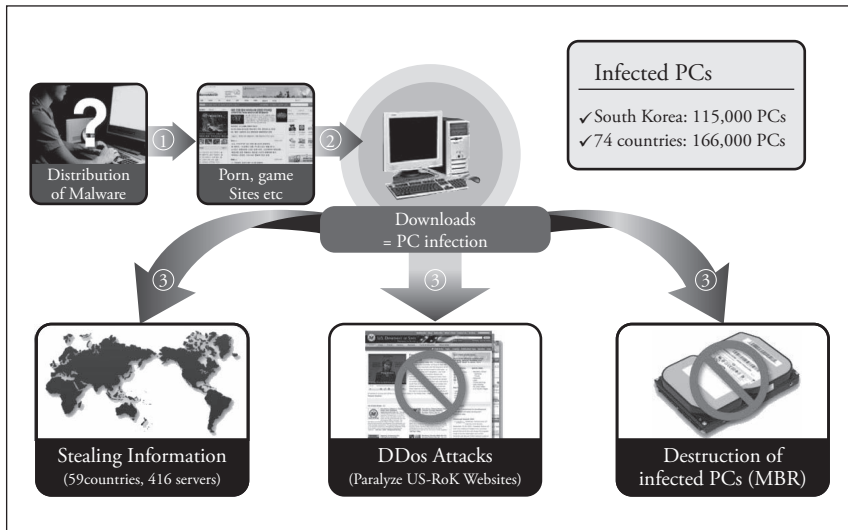 Infected PCs
✓ South Korea: 115,000 PCs
✓ 74 countries: 166,000 PCs
①
②
Distribution
of Malware
Porn, game
Sites etc
Downloads
= PC infection
③
③
③
Stealing Information
(59countries, 416 servers)
DDos Attacks
(Paralyze US-RoK Websites)
Destruction of
infected PCs (MBR)